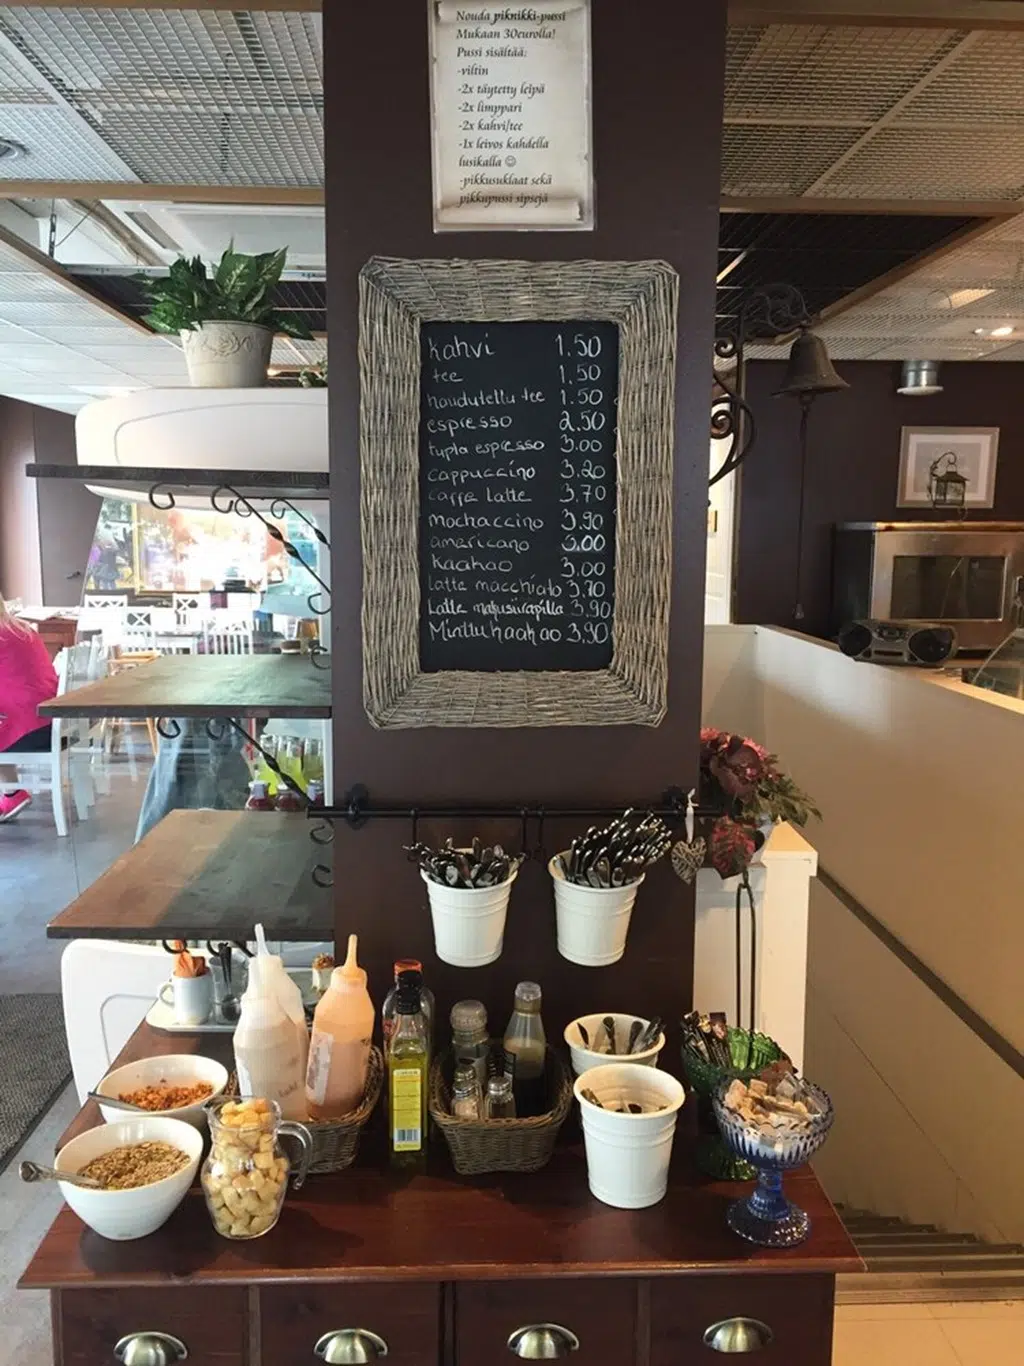 Nouda piknikki-pussi
Mukaan 30eurolla!
Pussi sisältää:
-viltin
-2x täytetty leipä
-2x limppari
-2x kahvi/tee
-1x leivos kahdella
lusikalla ☺
-pikkusuklaat sekä
pikkupussi sipsejä
kahvi 1.50
tee 1.50
haudutettu tee 1.50
espresso 2.50
tupla espresso 3.00
cappuccino 3.20
caffe latte 3.70
mochaccino 3.90
americano 3.00
kaakao 3.00
Latte macchiato 3.70
Latte makusiirapilla 3.90
Minttukaakao 3.90